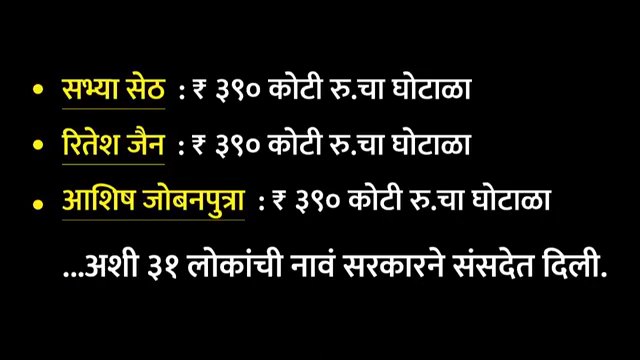 • सभ्या सेठ : ₹ ३९० कोटी रु.चा घोटाळा
• रितेश जैन : ₹ ३९० कोटी रु.चा घोटाळा
• आशिष जोबनपुत्रा : ₹ ३९० कोटी रु.चा घोटाळा
...अशी ३१ लोकांची नावं सरकारने संसदेत दिली.